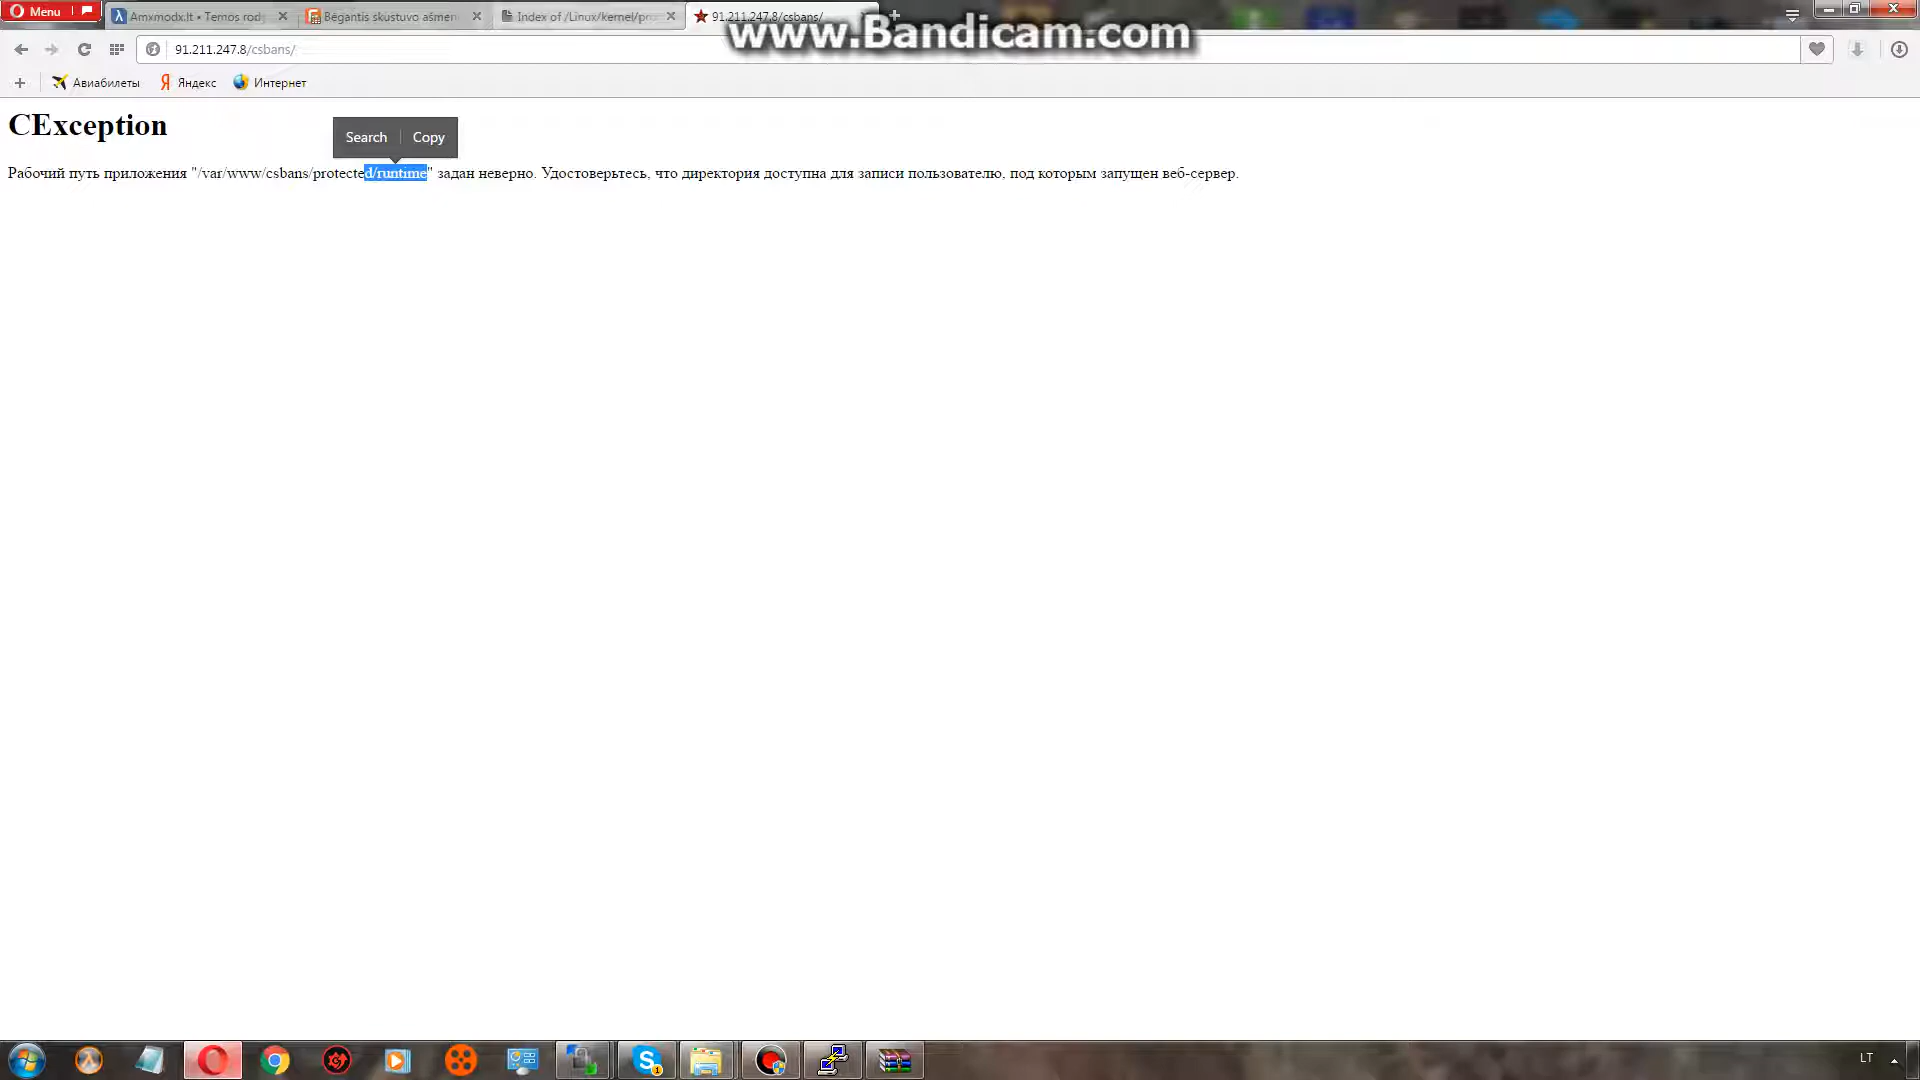 Menu
Amxmodx.lt • Temos rod
Bėgantis skustuvo ašmen
Index of /Linux/kernel/pro
91.211.247.8/csbans/
www.Bandicam.com
91.211.247.8/csbans/
Авиабилеты
Яндекс
Интернет
CException
Search
Copy
Рабочий путь приложения "/var/www/csbans/protected/runtime" задан неверно. Удостоверьтесь, что директория доступна для записи пользователю, под которым запущен веб-сервер.
LT